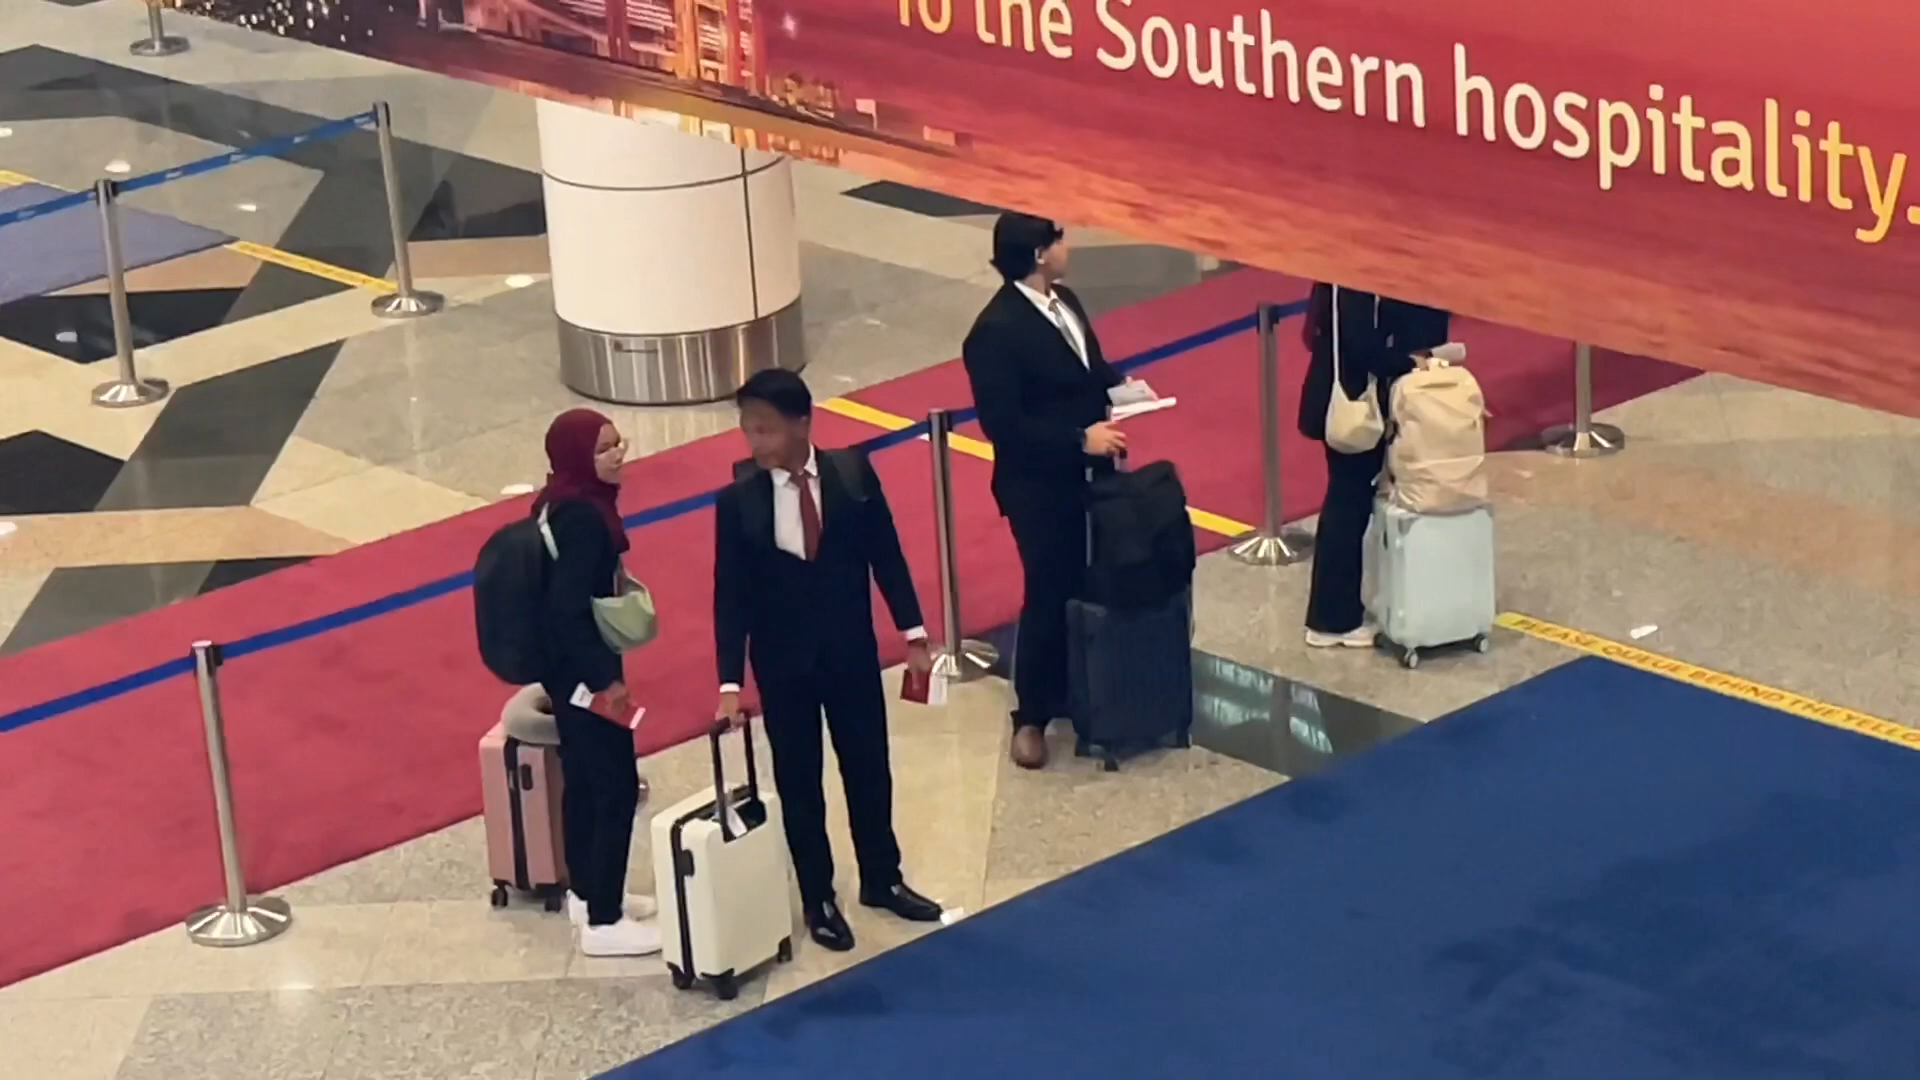 To the Southern hospitality.
PLEASE QUEUE BEHIND THE YELLO